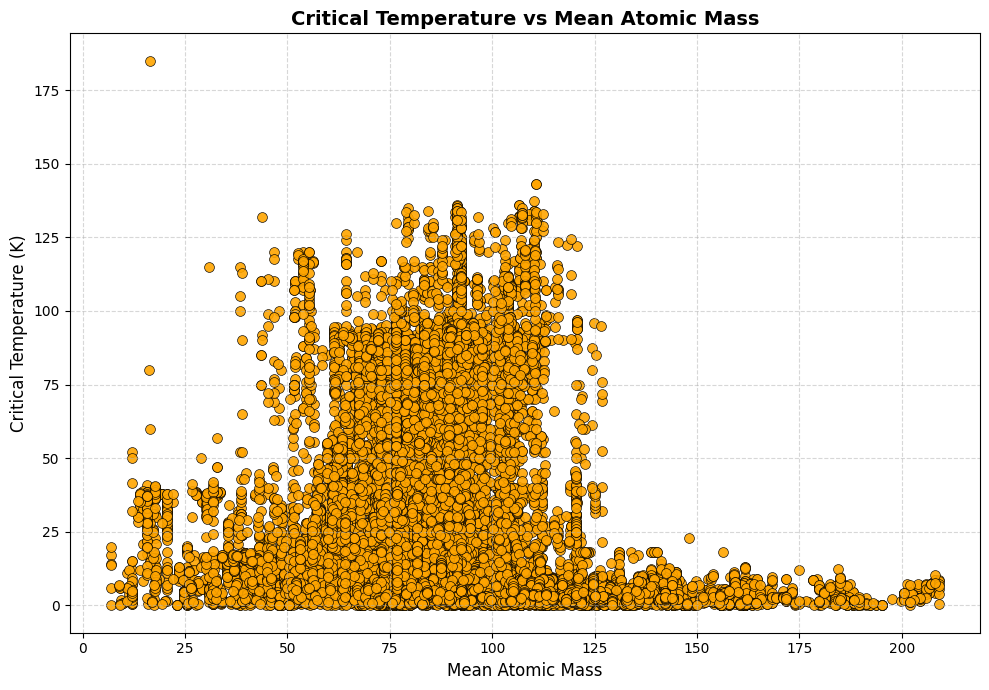 Critical Temperature vs Mean Atomic Mass
Critical Temperature (K)
175
150
125
100
75
50
25
0
0 25 50 75 100 125 150 175 200
Mean Atomic Mass